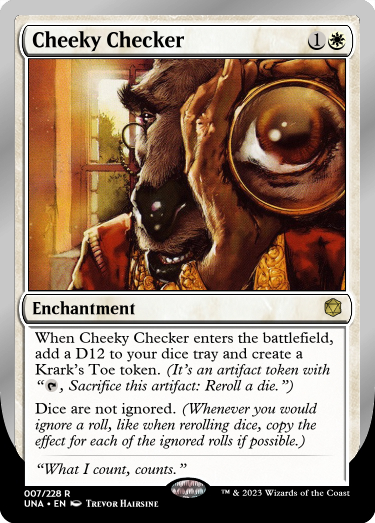 Cheeky Checker 1
Enchantment
When Cheeky Checker enters the battlefield,
add a D12 to your dice tray and create a
Krark's Toe token. (It's an artifact token with
“, Sacrifice this artifact: Reroll a die.”)
Dice are not ignored. (Whenever you would
ignore a roll, like when rerolling dice, copy the
effect for each of the ignored rolls if possible.)
“What I count, counts.”
007/228 R
UNA • EN Trevor Hairsine
™ & 2023 Wizards of the Coast